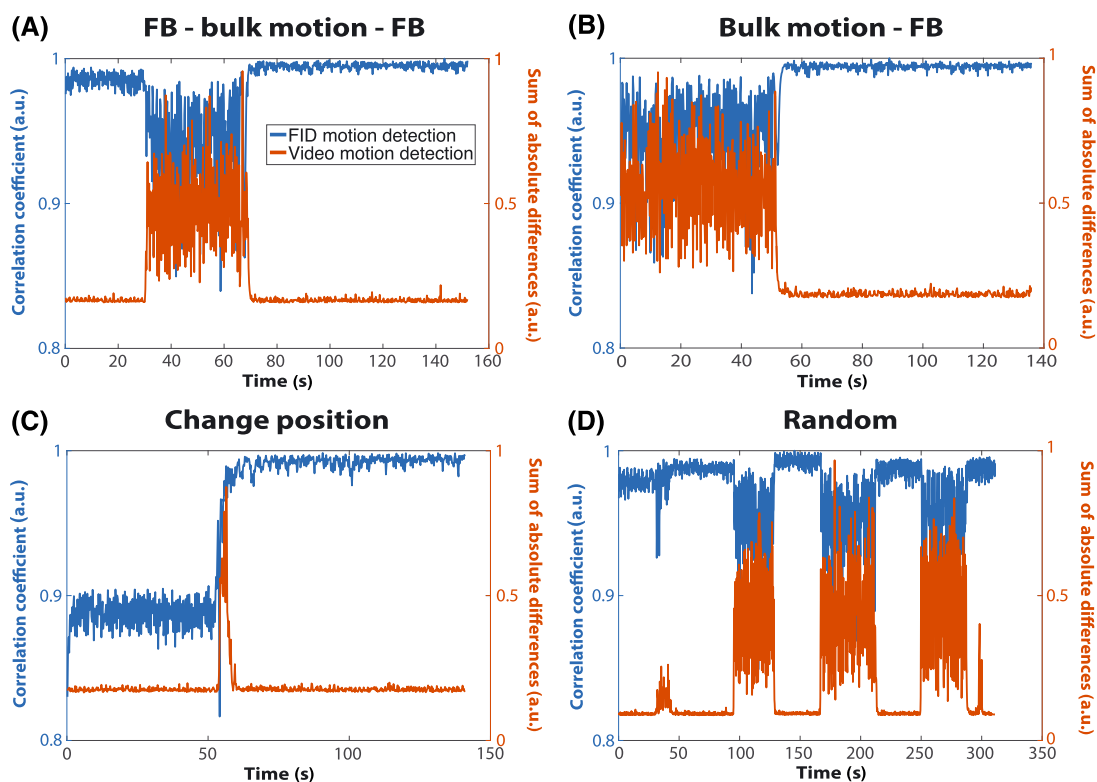 (A)
FB - bulk motion - FB
1
0.9
0.8
Correlation coefficient (a.u.)
1
0.5
0
Sum of absolute differences (a.u.)
FID motion detection
Video motion detection
0 20 40 60 80 100 120 140 160
Time (s)
(B)
Bulk motion - FB
1
0.9
0.8
Correlation coefficient (a.u.)
1
0.5
0
Sum of absolute differences (a.u.)
0 20 40 60 80 100 120 140
Time (s)
(C)
Change position
1
0.9
0.8
Correlation coefficient (a.u.)
1
0.5
0
Sum of absolute differences (a.u.)
0 50 100 150
Time (s)
(D)
Random
1
0.9
0.8
Correlation coefficient (a.u.)
1
0.5
0
Sum of absolute differences (a.u.)
0 50 100 150 200 250 300 350
Time (s)